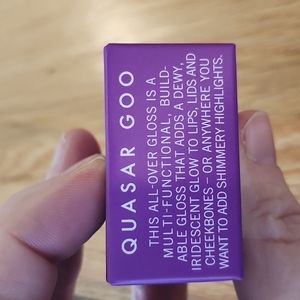 QUASAR GOO
THIS ALL-OVER GLOSS IS A
MULTI-FUNCTIONAL, BUILD-
ABLE GLOSS THAT ADDS A DEWY,
IRIDESCENT GLOW TO LIPS, LIDS AND
CHEEKBONES – OR ANYWHERE YOU
WANT TO ADD SHIMMERY HIGHLIGHTS.